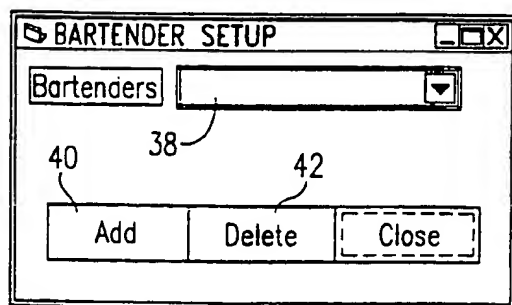 BARTENDER SETUP
Bartenders
38
40
42
Add Delete Close